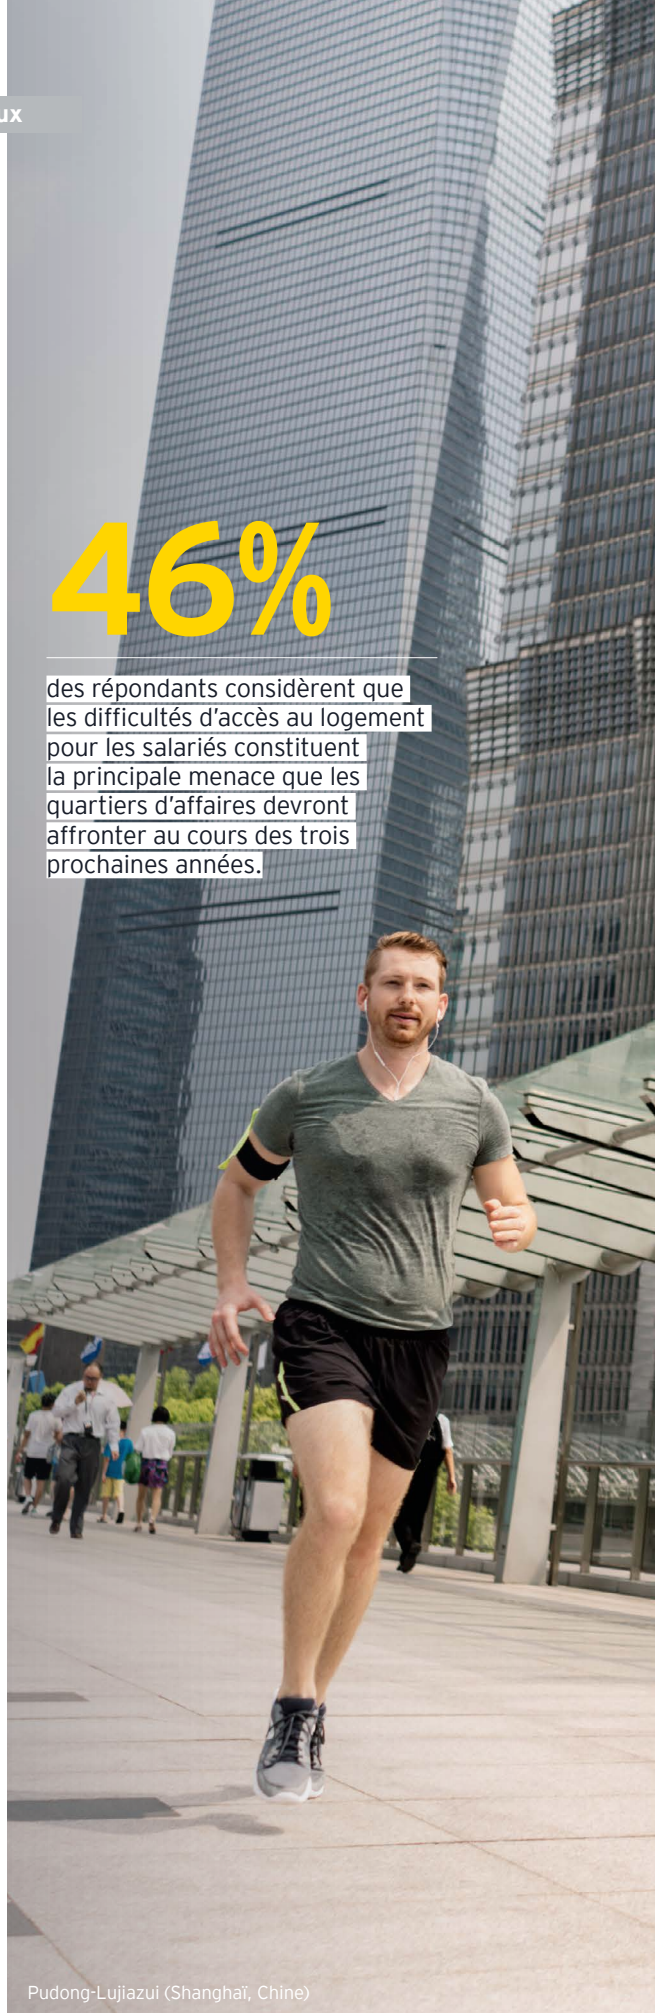 ux
46%
des répondants considèrent que
les difficultés d’accès au logement
pour les salariés constituent
la principale menace que les
quartiers d’affaires devront
affronter au cours des trois
prochaines années.
Pudong-Lujiazui (Shanghaï, Chine)